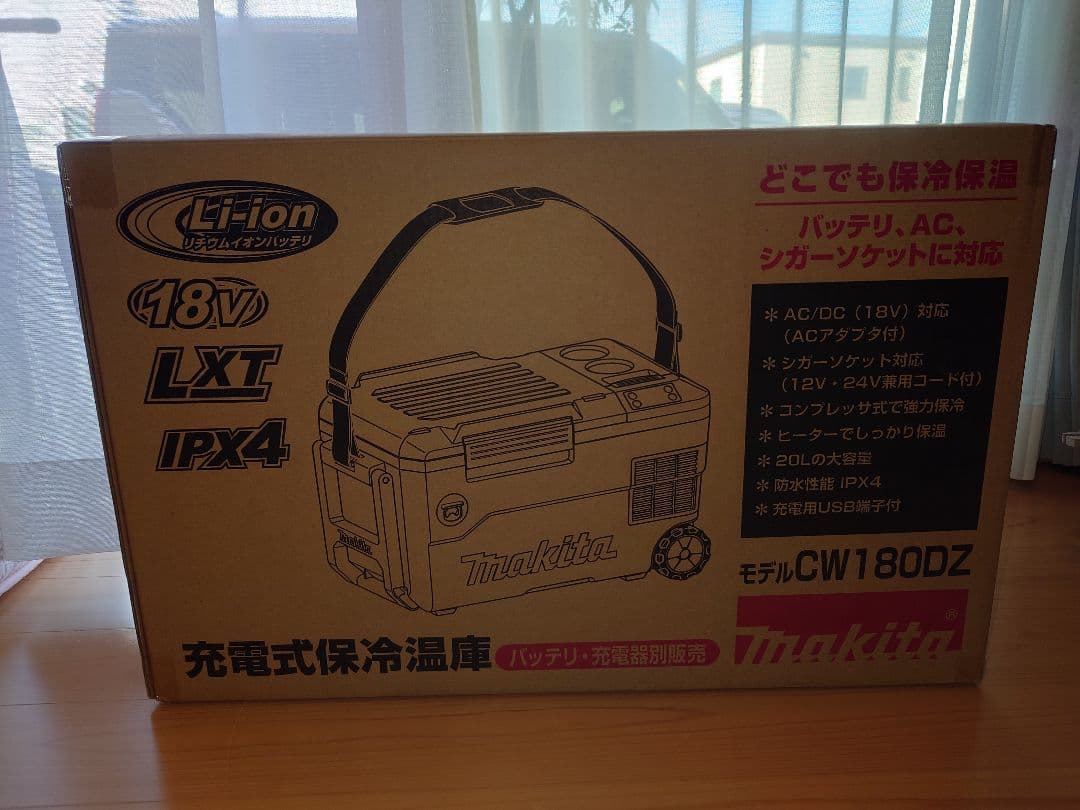 Li-ion
リチウムイオンバッテリ
18V
LXT
IPX4
makita
makita
どこでも保冷保温
バッテリ、AC、
シガーソケットに対応
＊AC/DC（18V）対応
（ACアダプタ付）
＊シガーソケット対応
（12V・24V兼用コード付）
＊コンプレッサ式で強力保冷
＊ヒーターでしっかり保温
＊20Lの大容量
＊防水性能 IPX4
＊充電用USB端子付
モデルCW180DZ
makita®
充電式保冷温庫
バッテリ・充電器別販売